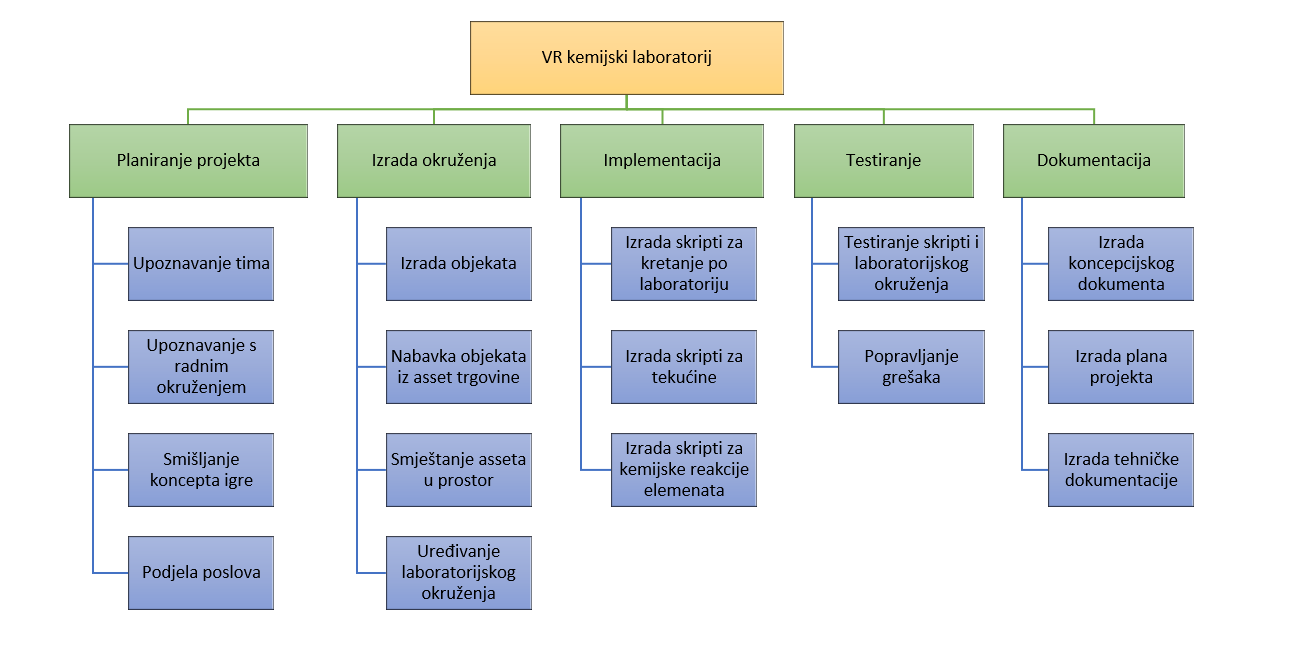 VR kemijski laboratorij
Planiranje projekta
Izrada okruženja
Implementacija
Testiranje
Dokumentacija
Upoznavanje tima
Upoznavanje s
radnim
okruženjem
Smišljanje
koncepta igre
Podjela poslova
Izrada objekata
Nabavka objekata
iz asset trgovine
Smještanje asseta
u prostor
Uređivanje
laboratorijskog
okruženja
Izrada skripti za
kretanje po
laboratoriju
Izrada skripti za
tekućine
Izrada skripti za
kemijske reakcije
elemenata
Testiranje skripti i
laboratorijskog
okruženja
Popravljanje
grešaka
Izrada
koncepcijskog
dokumenta
Izrada plana
projekta
Izrada tehničke
dokumentacije